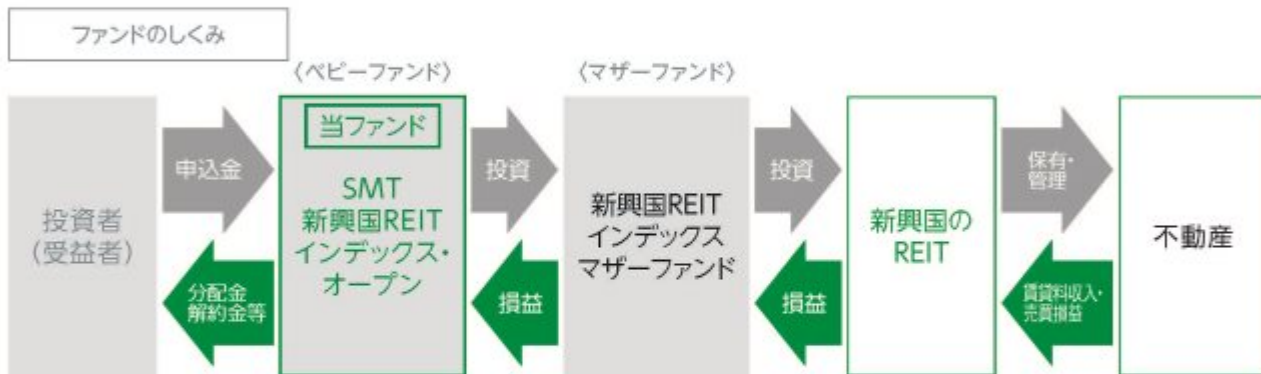 ファンドのしくみ
〈ベビーファンド〉
〈マザーファンド〉
投資者
(受益者)
申込金
分配金
解約金等
当ファンド
SMT
新興国REIT
インデックス・
オープン
投資
損益
新興国REIT
インデックス
マザーファンド
投資
損益
新興国の
REIT
保有・
管理
賃貸料収入・
売買損益
不動産